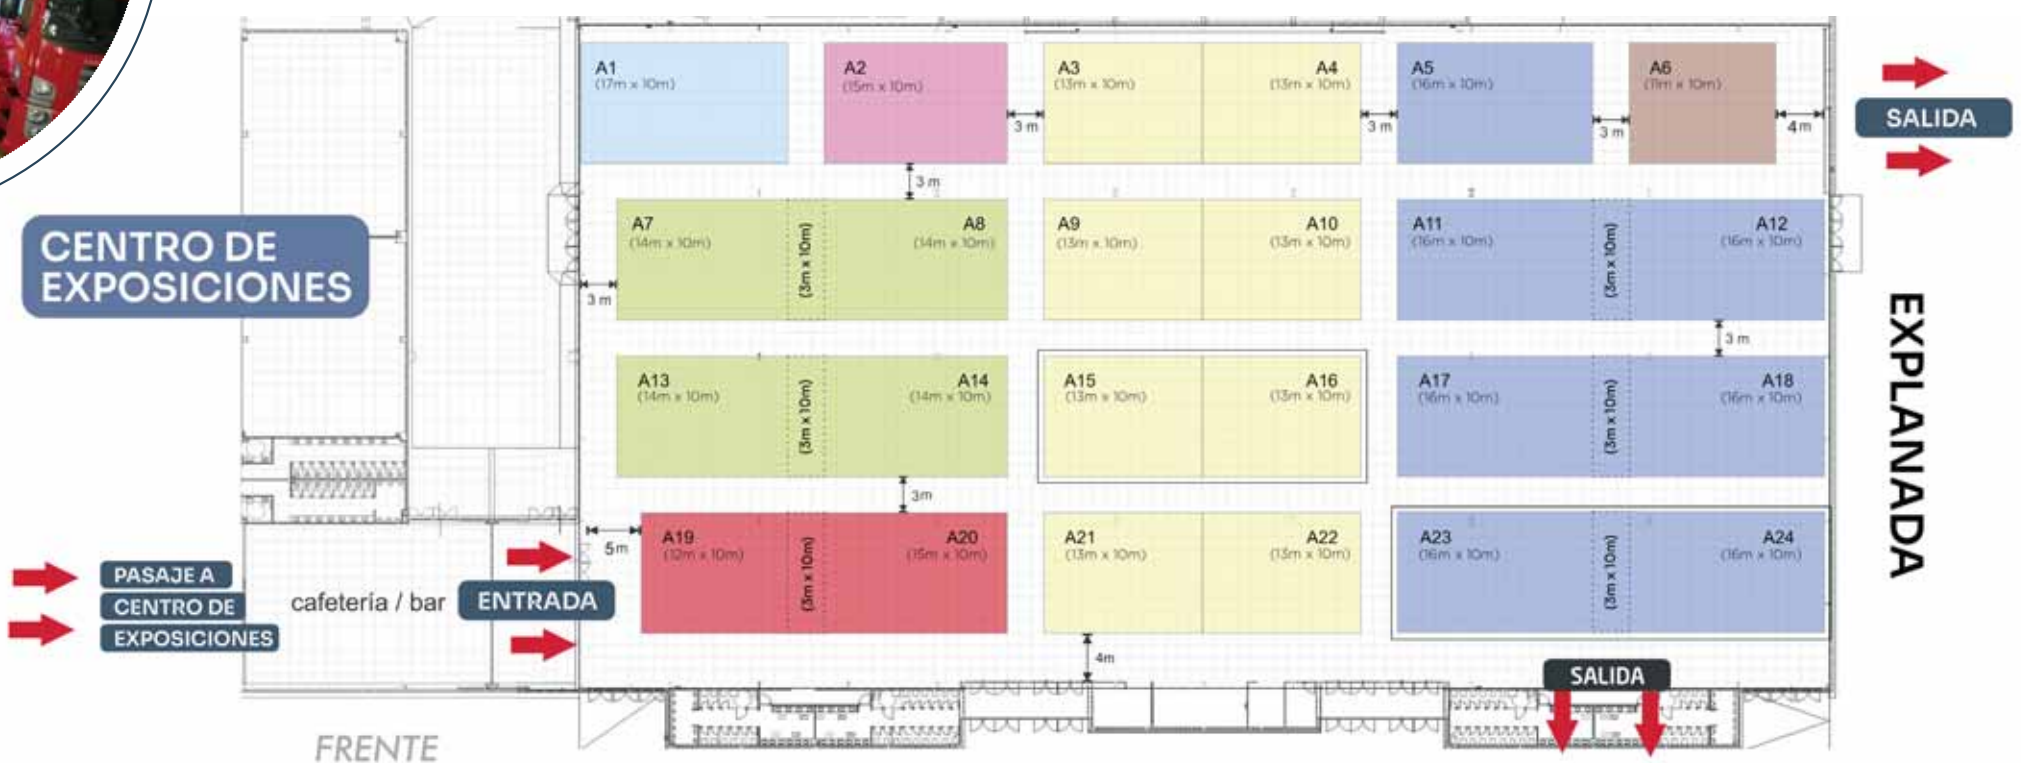 A1
(17m x 10m)
A2
(15m x 10m)
A3
(13m x 10m)
A4
(13m x 10m)
A5
(16m x 10m)
A6
(11m x 10m)
3 m
3 m
3 m
4m
SALIDA
3 m
CENTRO DE
EXPOSICIONES
A7
(14m x 10m)
(3m x 10m)
A8
(14m x 10m)
A9
(13m x 10m)
A10
(13m x 10m)
A11
(16m x 10m)
(3m x 10m)
A12
(16m x 10m)
3 m
3 m
EXPLANADA
A13
(14m x 10m)
(3m x 10m)
A14
(14m x 10m)
A15
(13m x 10m)
A16
(13m x 10m)
A17
(16m x 10m)
(3m x 10m)
A18
(16m x 10m)
3m
5m
A19
(12m x 10m)
(3m x 10m)
A20
(15m x 10m)
A21
(13m x 10m)
A22
(13m x 10m)
A23
(16m x 10m)
(3m x 10m)
A24
(16m x 10m)
PASAJE A
CENTRO DE
EXPOSICIONES
cafetería / bar
ENTRADA
4m
SALIDA
FRENTE